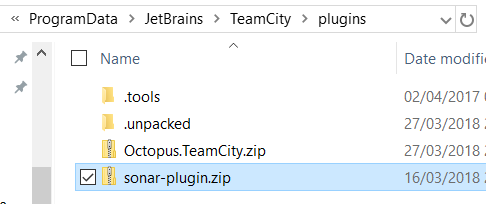 « ProgramData > JetBrains > TeamCity > plugins
Name Date modifi
.tools 02/04/2017
.unpacked 27/03/2018
Octopus.TeamCity.zip 27/03/2018
sonar-plugin.zip 16/03/2018